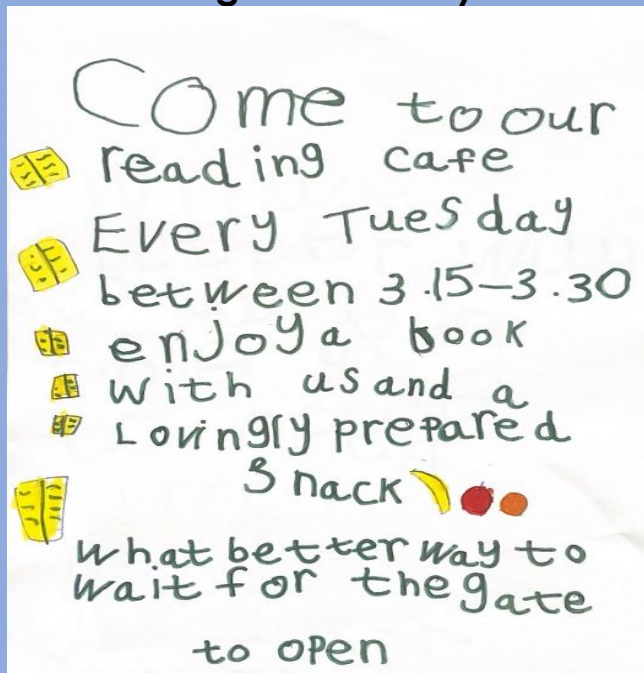 Come to our
reading cafe
Every Tuesday
between 3.15-3.30
enjoy a book
with us and a
Lovingly prepared
Snack
what better way to
wait for the gate
to open